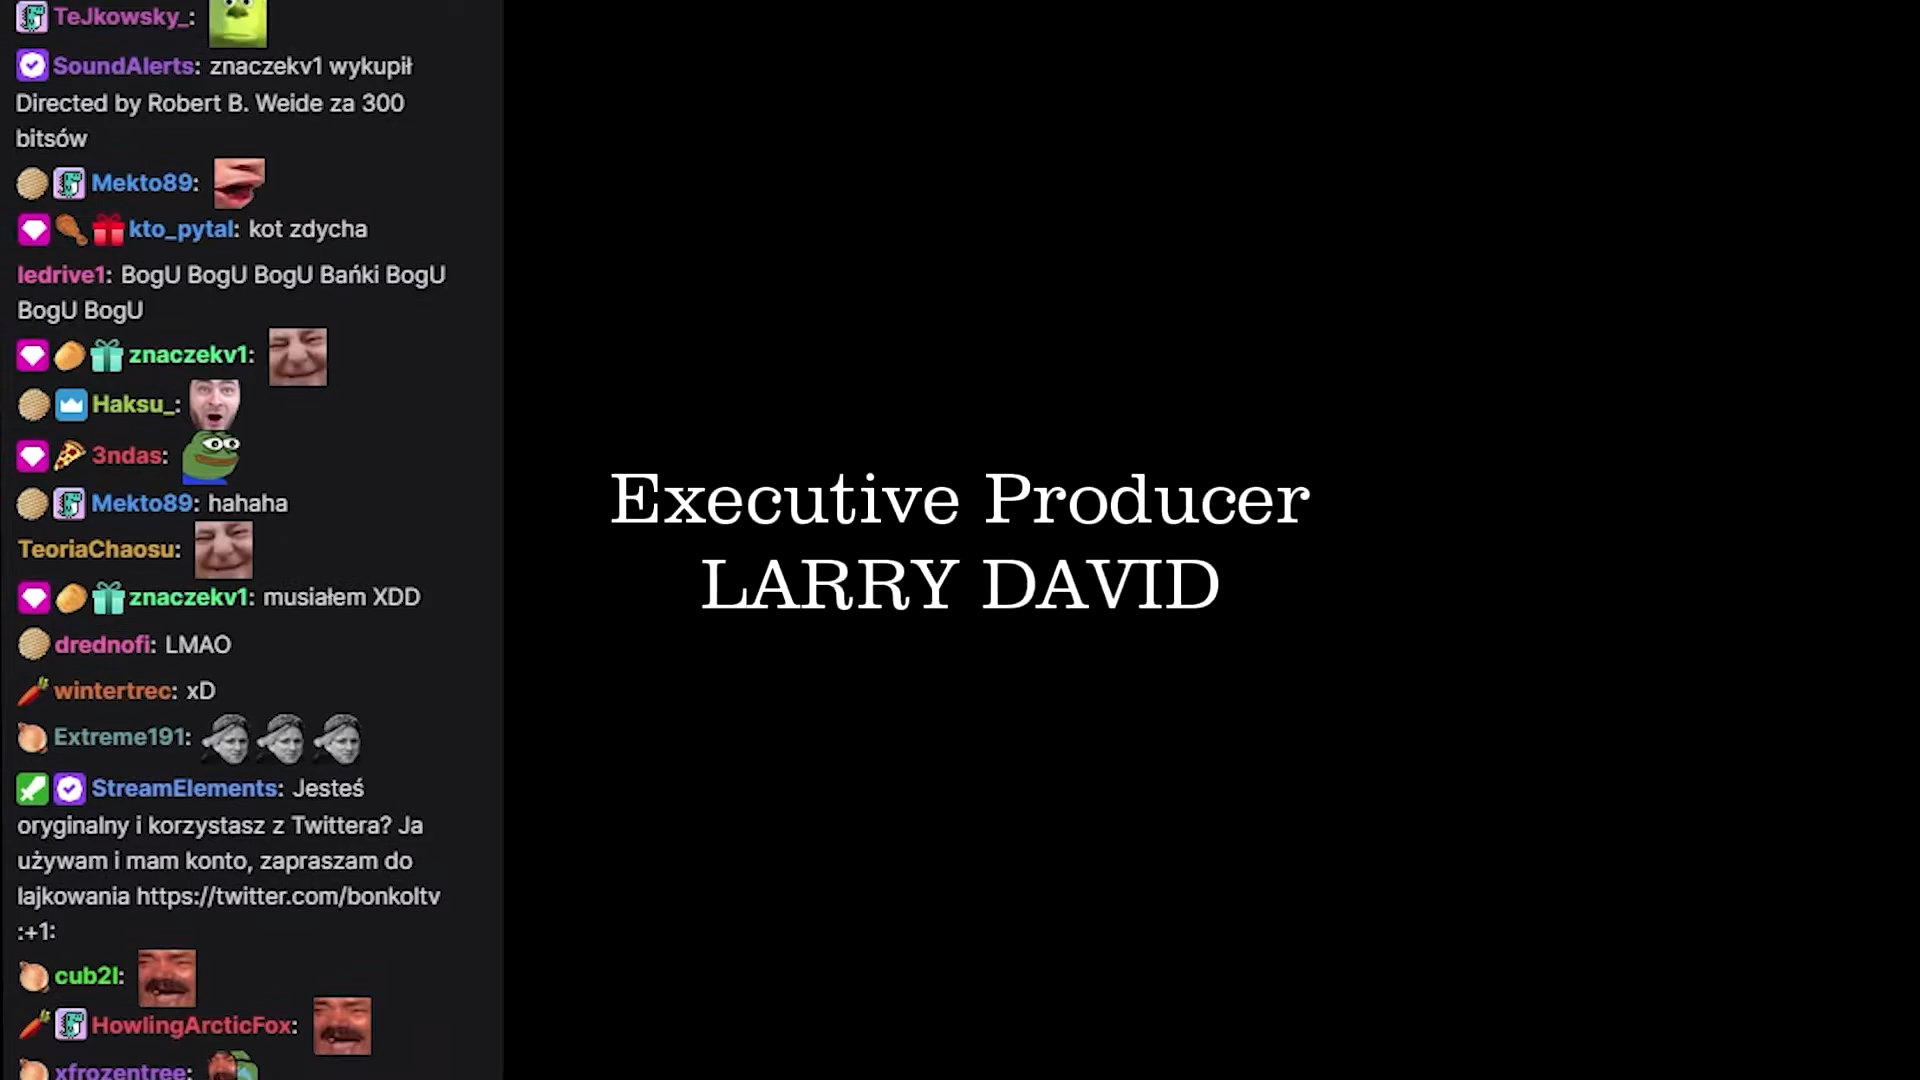 TeJkowsky_:
SoundAlerts: znaczekv1 wykupił
Directed by Robert B. Weide za 300
bitsów
Mekto89:
kto_pytal: kot zdycha
ledrive1: BogU BogU BogU Bańki BogU
BogU BogU
znaczekv1:
Haksu_:
3ndas:
Mekto89: hahaha
TeoriaChaosu:
znaczekv1: musiałem XDD
drednofi: LMAO
wintertrec: xD
Extreme191:
StreamElements: Jesteś
oryginalny i korzystasz z Twittera? Ja
używam i mam konto, zapraszam do
lajkowania https://twitter.com/bonkoltv
:+1:
cub2l:
HowlingArcticFox:
xfrozentree:
Executive Producer
LARRY DAVID